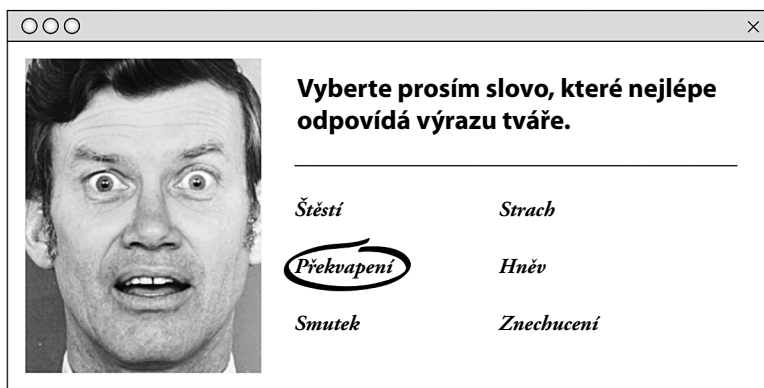 Vyberte prosím slovo, které nejlépe
odpovídá výrazu tváře.
Štěstí Strach
Překvapení Hněv
Smutek Znechucení